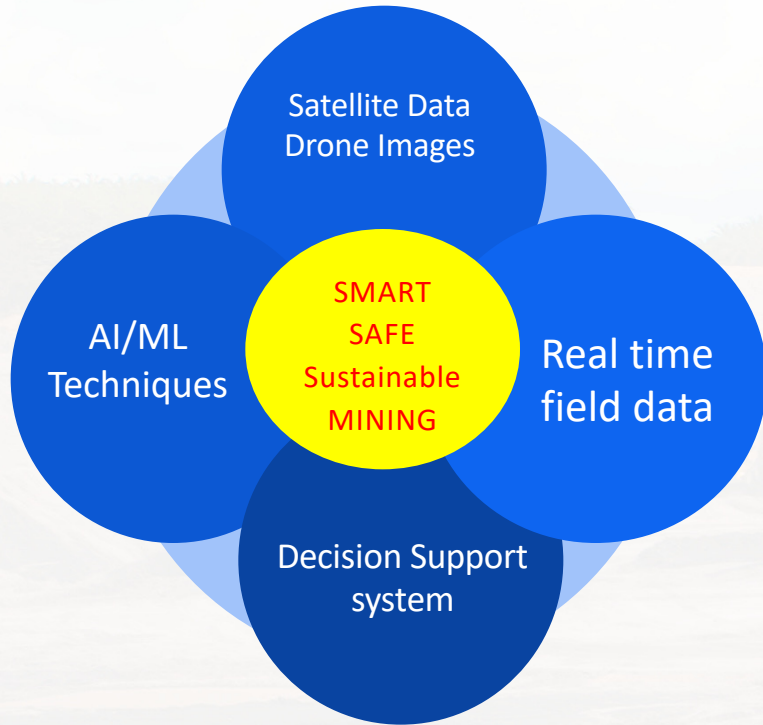 Satellite Data
Drone Images
AI/ML
Techniques
SMART
SAFE
Sustainable
MINING
Real time
field data
Decision Support
system